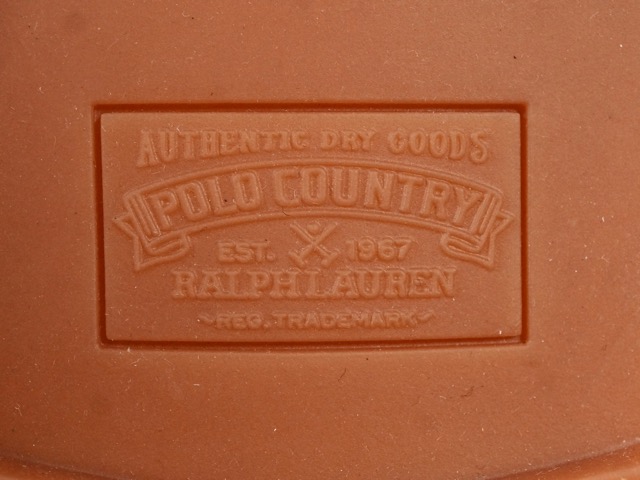 AUTHENTIC DRY GOODS
POLO COUNTRY
EST. 1967
RALPH LAUREN
~REG. TRADEMARK~